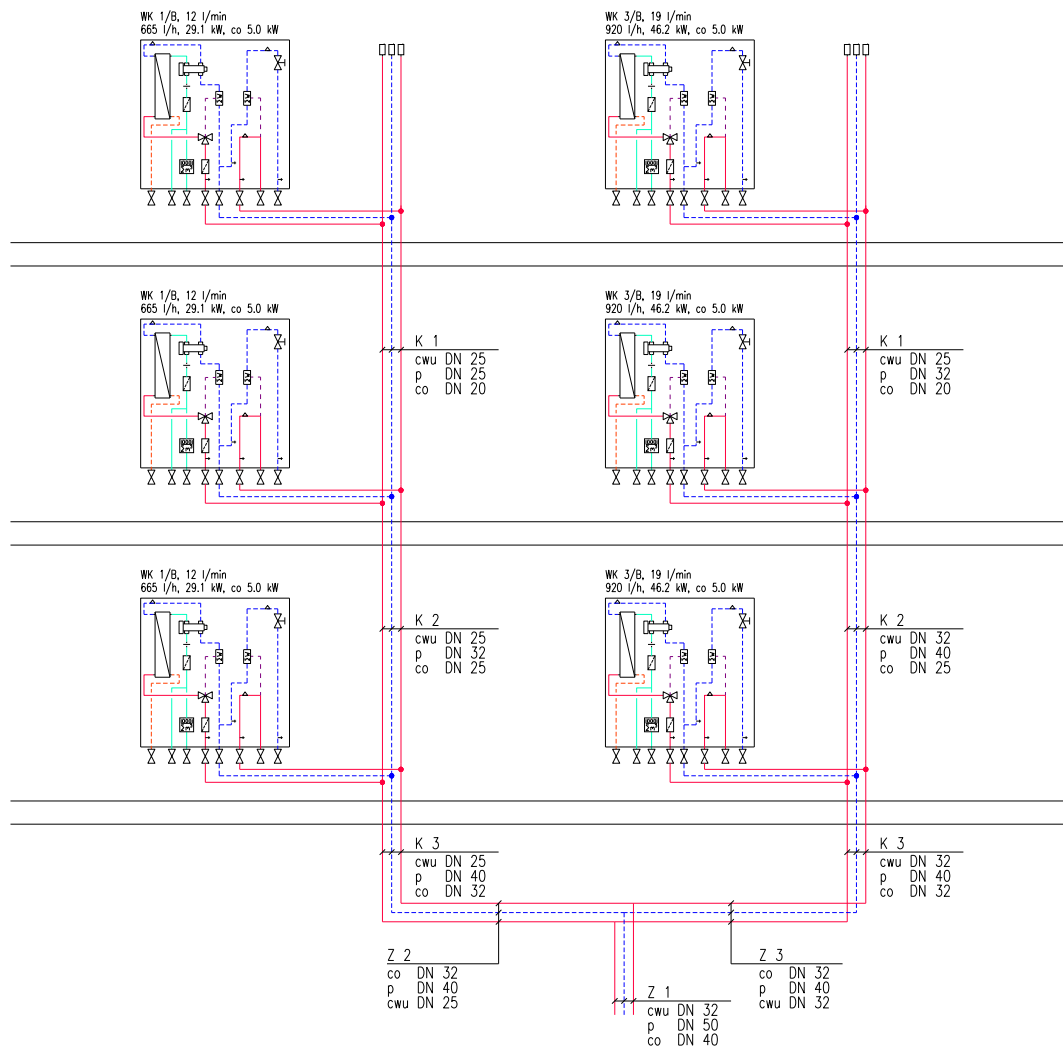 WK 1/B, 12 l/min
665 l/h, 29.1 kW, co 5.0 kW
WK 3/B, 19 l/min
920 l/h, 46.2 kW, co 5.0 kW
WK 1/B, 12 l/min
665 l/h, 29.1 kW, co 5.0 kW
K 1
cwu DN 25
p DN 25
co DN 20
WK 3/B, 19 l/min
920 l/h, 46.2 kW, co 5.0 kW
K 1
cwu DN 25
p DN 32
co DN 20
WK 1/B, 12 l/min
665 l/h, 29.1 kW, co 5.0 kW
K 2
cwu DN 25
p DN 32
co DN 25
WK 3/B, 19 l/min
920 l/h, 46.2 kW, co 5.0 kW
K 2
cwu DN 32
p DN 40
co DN 25
K 3
cwu DN 25
p DN 40
co DN 32
K 3
cwu DN 32
p DN 40
co DN 32
Z 2
co DN 32
p DN 40
cwu DN 25
Z 3
co DN 32
p DN 40
cwu DN 32
Z 1
cwu DN 32
p DN 50
co DN 40